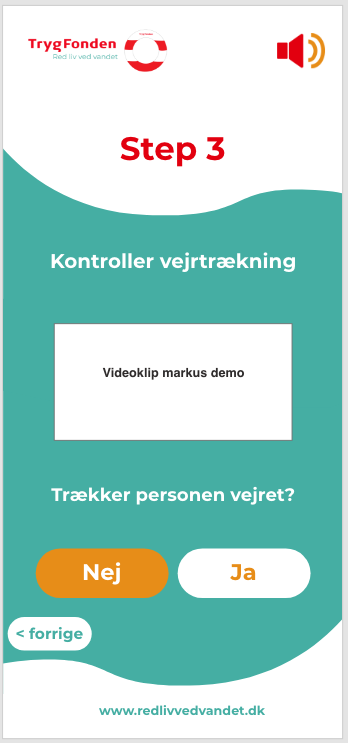 TrygFonden
Red liv ved vandet
Step 3
Kontroller vejrtrækning
Videoklip markus demo
Trækker personen vejret?
Nej
Ja
< forrige
www.redlivvedvandet.dk